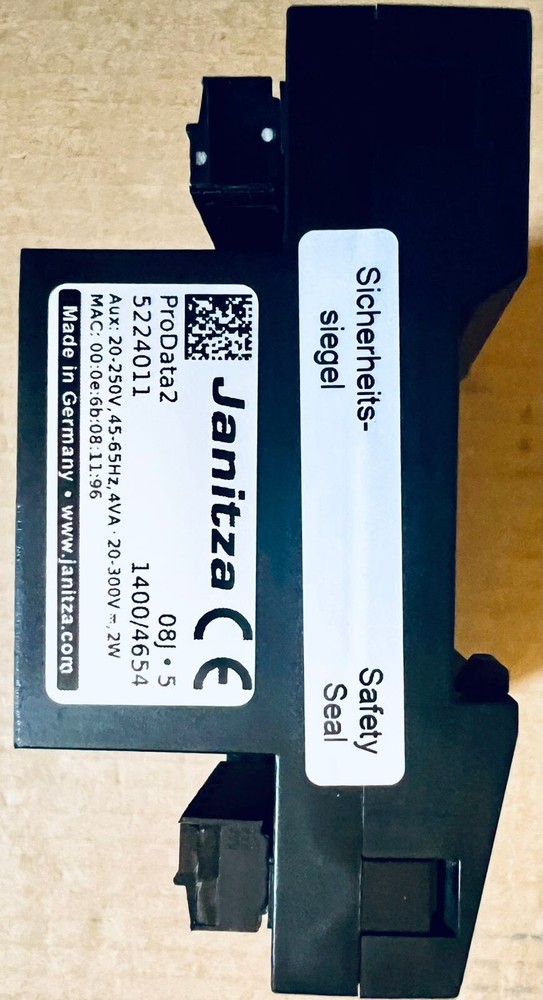 Sicherheits-
siegel
Safety
Seal
Janitza CE
ProData2 08J • 5
5224011 1400/4654
Aux: 20-250V, 45-65Hz, 4VA · 20-300V ⎓, 2W
MAC: 00:0e:6b:08:11:96
Made in Germany • www.janitza.com